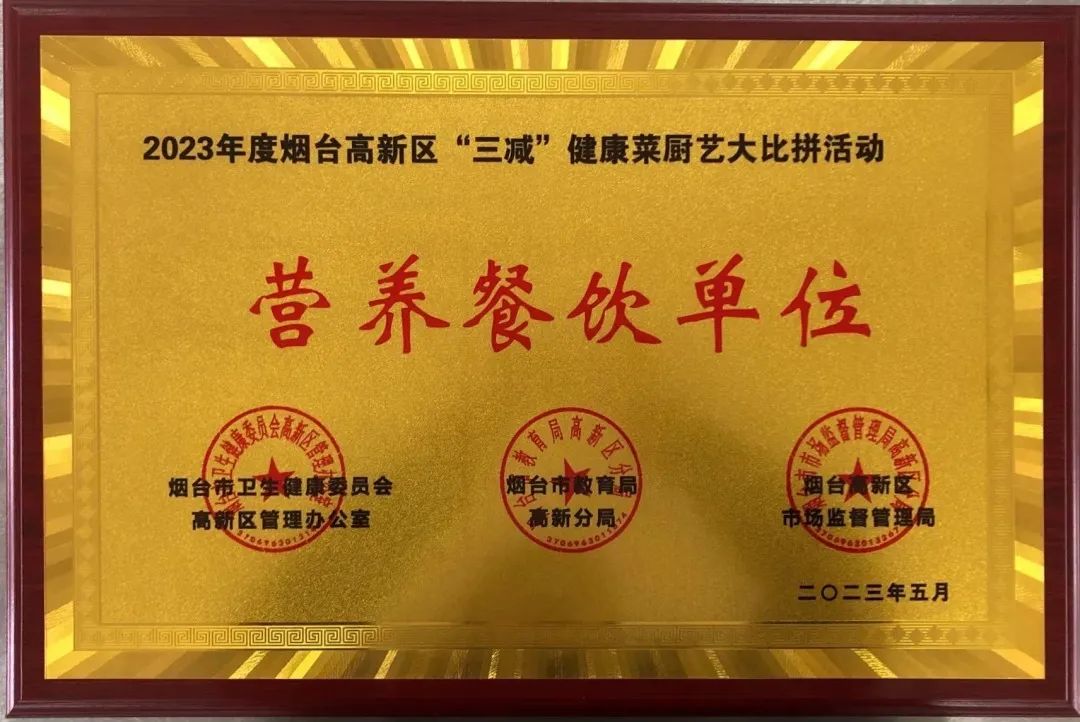 2023年度烟台高新区“三减”健康菜厨艺大比拼活动
营养餐饮单位
烟台市卫生健康委员会
高新区管理办公室
烟台市教育局
高新分局
烟台高新区
市场监督管理局
二〇二三年五月